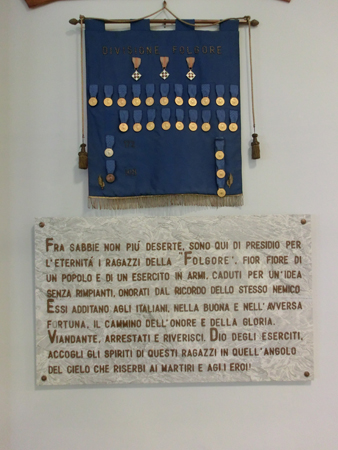 DIVISIONE FOLGORE
FRA SABBIE NON PIÙ DESERTE, SONO QUI DI PRESIDIO PER
L'ETERNITÁ I RAGAZZI DELLA "FOLGORE". FIOR FIORE DI
UN POPOLO E DI UN ESERCITO IN ARMI, CADUTI PER UN'IDEA
SENZA RIMPIANTI, ONORATI DAL RICORDO DELLO STESSO NEMICO
ESSI ADDITANO AGLI ITALIANI, NELLA BUONA E NELL'AVVERSA
FORTUNA, IL CAMMINO DELL'ONORE E DELLA GLORIA.
VIANDANTE, ARRESTATI E RIVERISCI. DIO DEGLI ESERCITI,
ACCOGLI GLI SPIRITI DI QUESTI RAGAZZI IN QUELL'ANGOLO
DEL CIELO CHE RISERBI AI MARTIRI E AGLI EROI!